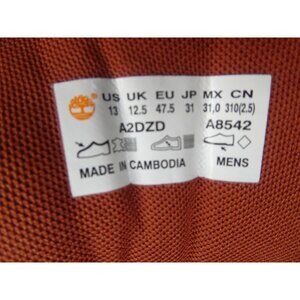 US UK EU JP MX CN
13 12.5 47.5 31 31,0 310(2.5)
A2DZD A8542
MADE IN CAMBODIA MENS